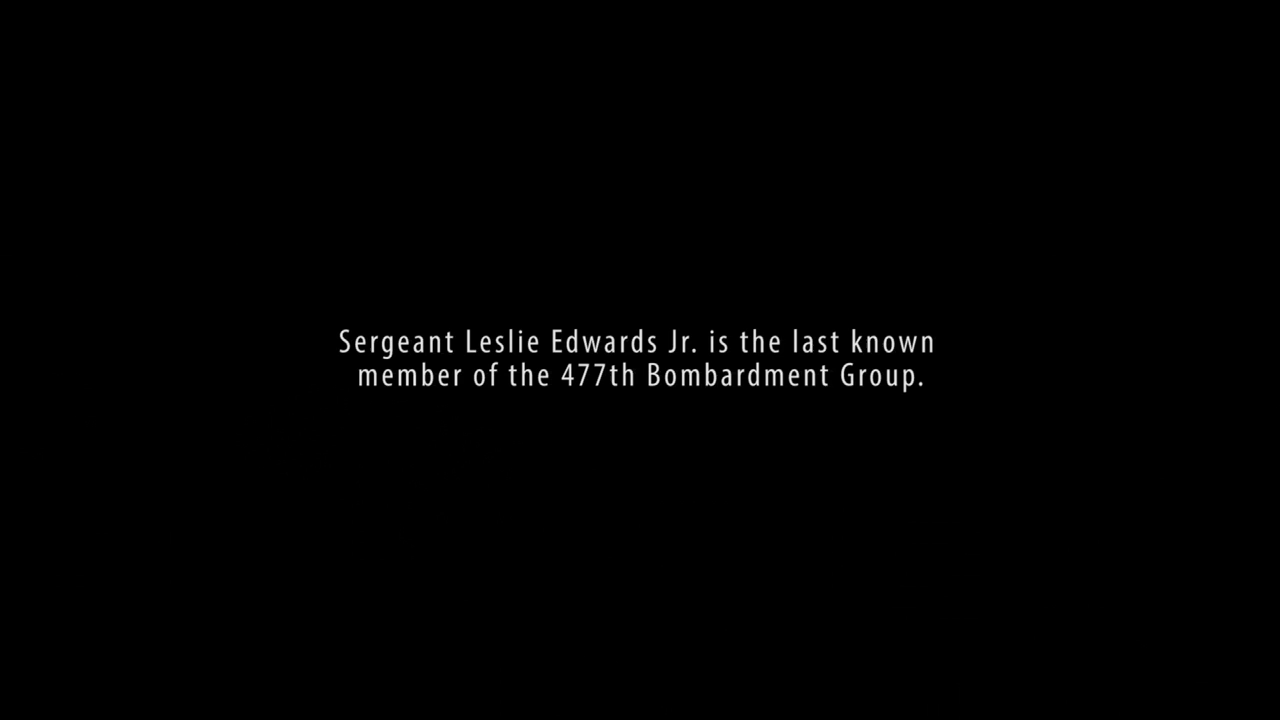 Sergeant Leslie Edwards Jr. is the last known
member of the 477th Bombardment Group.